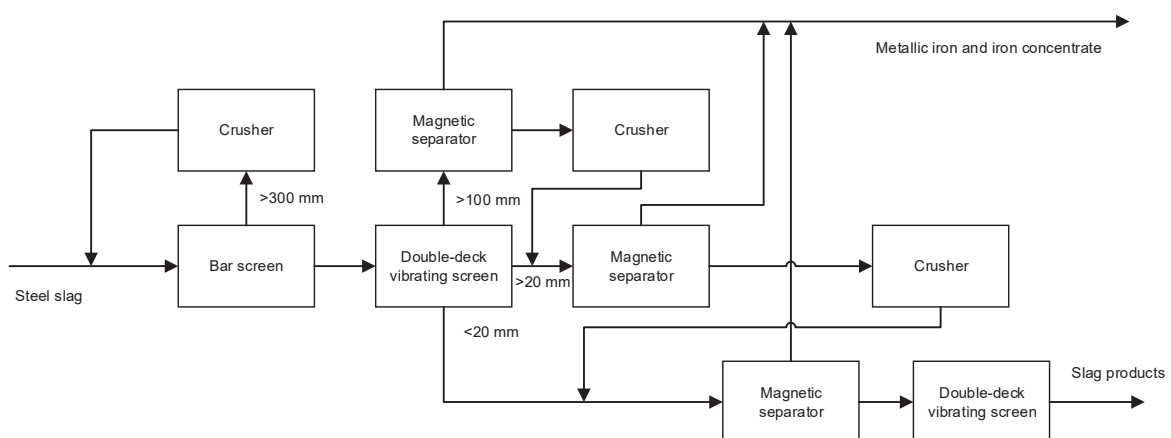 Metallic iron and iron concentrate
Crusher
Magnetic
separator
Crusher
>300 mm
>100 mm
Bar screen
Double-deck
vibrating screen
>20 mm
Magnetic
separator
Crusher
Steel slag
<20 mm
Magnetic
separator
Double-deck
vibrating screen
Slag products